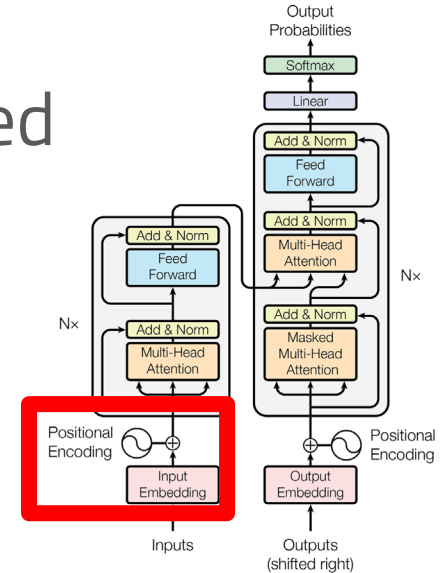 Output
Probabilities
Softmax
Linear
ed
Add & Norm
Feed
Forward
Add & Norm
Multi-Head
Attention
Add & Norm
Feed
Forward
N×
Add & Norm
Masked
Multi-Head
Attention
N×
Add & Norm
Multi-Head
Attention
Positional
Encoding
Positional
Encoding
Input
Embedding
Output
Embedding
Inputs
Outputs
(shifted right)